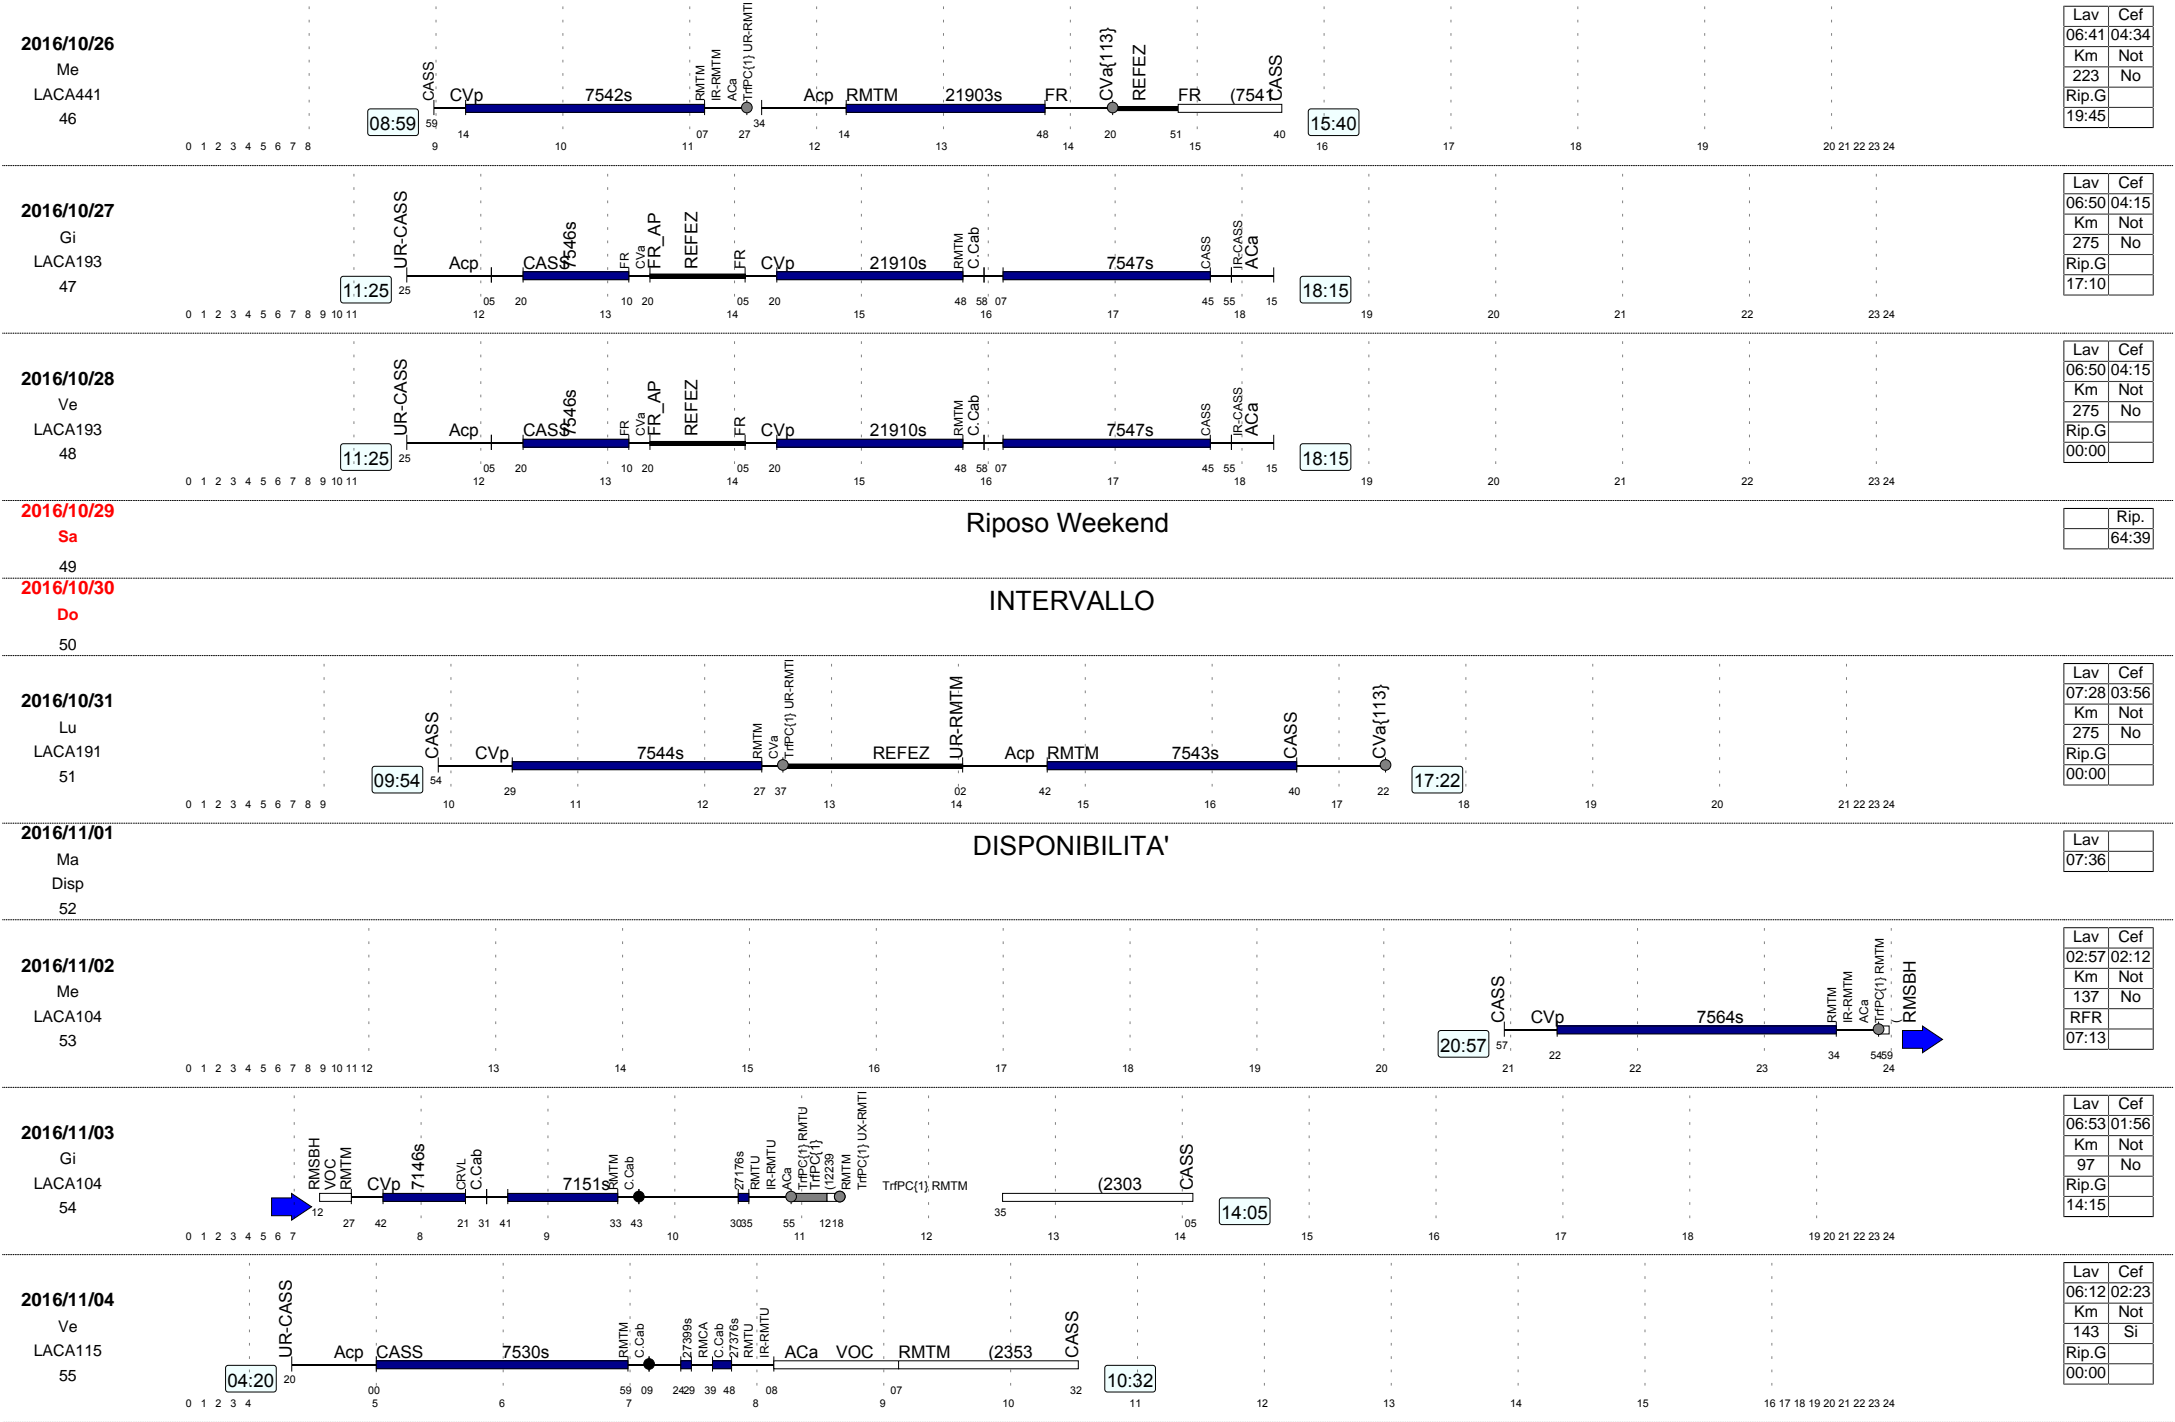 2016/10/26
Me
LACA441
46
08:59
CASS CVp 7542s RMTM IR-RMTM ACa TrfPC{1} UR-RMTI Acp RMTM 21903s FR CVa{113} REFEZ FR (7541 CASS
59 14 07 27 34 14 48 20 51 40
15:40
0 1 2 3 4 5 6 7 8 9 10 11 12 13 14 15 16 17 18 19 20 21 22 23 24
Lav Cef
06:41 04:34
Km Not
223 No
Rip.G
19:45
2016/10/27
Gi
LACA193
47
11:25
UR-CASS Acp CASS 7546s FR CVa FR_AP REFEZ FR CVp 21910s RMTM C.Cab 7547s CASS IR-CASS ACa
25 05 20 10 20 05 20 48 58 07 45 55 15
18:15
0 1 2 3 4 5 6 7 8 9 10 11 12 13 14 15 16 17 18 19 20 21 22 23 24
Lav Cef
06:50 04:15
Km Not
275 No
Rip.G
17:10
2016/10/28
Ve
LACA193
48
11:25
UR-CASS Acp CASS 7546s FR CVa FR_AP REFEZ FR CVp 21910s RMTM C.Cab 7547s CASS IR-CASS ACa
25 05 20 10 20 05 20 48 58 07 45 55 15
18:15
0 1 2 3 4 5 6 7 8 9 10 11 12 13 14 15 16 17 18 19 20 21 22 23 24
Lav Cef
06:50 04:15
Km Not
275 No
Rip.G
00:00
2016/10/29
Sa
49
Riposo Weekend
Rip.
64:39
2016/10/30
Do
50
INTERVALLO
2016/10/31
Lu
LACA191
51
09:54
CASS CVp 7544s RMTM CVa TrfPC{1} UR-RMTI REFEZ UR-RMTM Acp RMTM 7543s CASS CVa{113}
54 29 27 37 02 42 40 22
17:22
0 1 2 3 4 5 6 7 8 9 10 11 12 13 14 15 16 17 18 19 20 21 22 23 24
Lav Cef
07:28 03:56
Km Not
275 No
Rip.G
00:00
2016/11/01
Ma
Disp
52
DISPONIBILITA'
Lav
07:36
2016/11/02
Me
LACA104
53
20:57
CASS CVp 7564s RMTM IR-RMTM ACa TrfPC{1} RMTM ( RMSBH
57 22 34 54 59
0 1 2 3 4 5 6 7 8 9 10 11 12 13 14 15 16 17 18 19 20 21 22 23 24
Lav Cef
02:57 02:12
Km Not
137 No
RFR
07:13
2016/11/03
Gi
LACA104
54
RMSBH VOC RMTM CVp 7146s CRVL C.Cab 7151s RMTM C.Cab 27176s RMTU IR-RMTU ACa TrfPC{1} RMTU TrfPC{1} (12239 RMTM TrfPC{1} UX-RMTI TrfPC{1} RMTM (2303 CASS
12 27 42 21 31 41 33 43 30 35 55 12 18 35 05
14:05
0 1 2 3 4 5 6 7 8 9 10 11 12 13 14 15 16 17 18 19 20 21 22 23 24
Lav Cef
06:53 01:56
Km Not
97 No
Rip.G
14:15
2016/11/04
Ve
LACA115
55
04:20
UR-CASS Acp CASS 7530s RMTM C.Cab 27399s RMCA C.Cab 27376s RMTU IR-RMTU ACa VOC RMTM (2353 CASS
20 00 59 09 24 29 39 48 08 07 32
10:32
0 1 2 3 4 5 6 7 8 9 10 11 12 13 14 15 16 17 18 19 20 21 22 23 24
Lav Cef
06:12 02:23
Km Not
143 Si
Rip.G
00:00